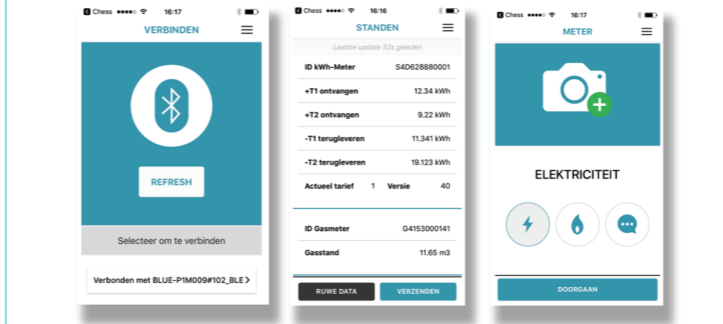 Chess 16:17
VERBINDEN
REFRESH
Selecteer om te verbinden
Verbonden met BLUE-P1M009#102_BLE
Chess 16:16
STANDEN
Laatste update 32s geleden
ID kWh-Meter S4D628880001
+T1 ontvangen 12.34 kWh
+T2 ontvangen 9.22 kWh
-T1 terugleveren 11.341 kWh
-T2 terugleveren 19.123 kWh
Actueel tarief 1 Versie 40
ID Gasmeter G4153000141
Gasstand 11.65 m3
RUWE DATA VERZENDEN
Chess 16:17
METER
ELEKTRICITEIT
DOORGAAN